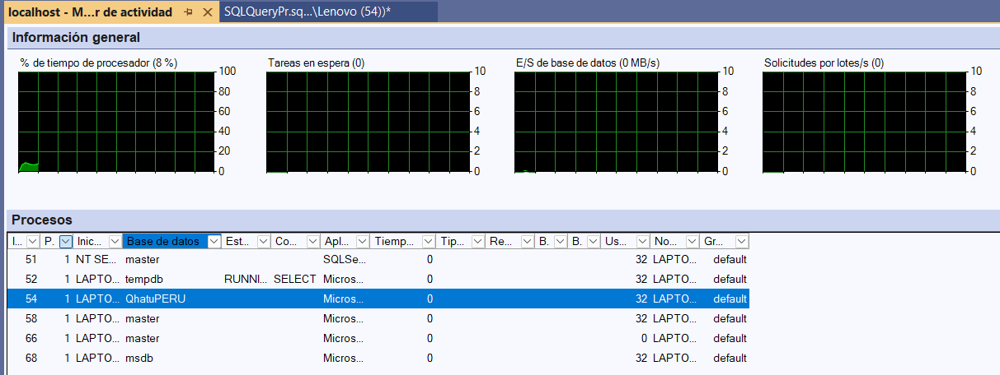 localhost - M...r de actividad SQLQueryPr.sq...\Lenovo (54))*
Información general
% de tiempo de procesador (8 %) Tareas en espera (0) E/S de base de datos (0 MB/s) Solicitudes por lotes/s (0)
100 10 10 10
80 8 8 8
60 6 6 6
40 4 4 4
20 2 2 2
0 0 0 0
Procesos
I... P. Inic... Base de datos Est... Co... Apl... Tiemp... Tip... Re... B. B. Us... No... Gr...
51 1 NT SE... master SQLSe... 0 32 LAPTO... default
52 1 LAPTO... tempdb RUNNI... SELECT Micros... 0 32 LAPTO... default
54 1 LAPTO... QhatuPERU Micros... 0 32 LAPTO... default
58 1 LAPTO... master Micros... 0 32 LAPTO... default
66 1 LAPTO... master Micros... 0 0 LAPTO... default
68 1 LAPTO... msdb Micros... 0 32 LAPTO... default